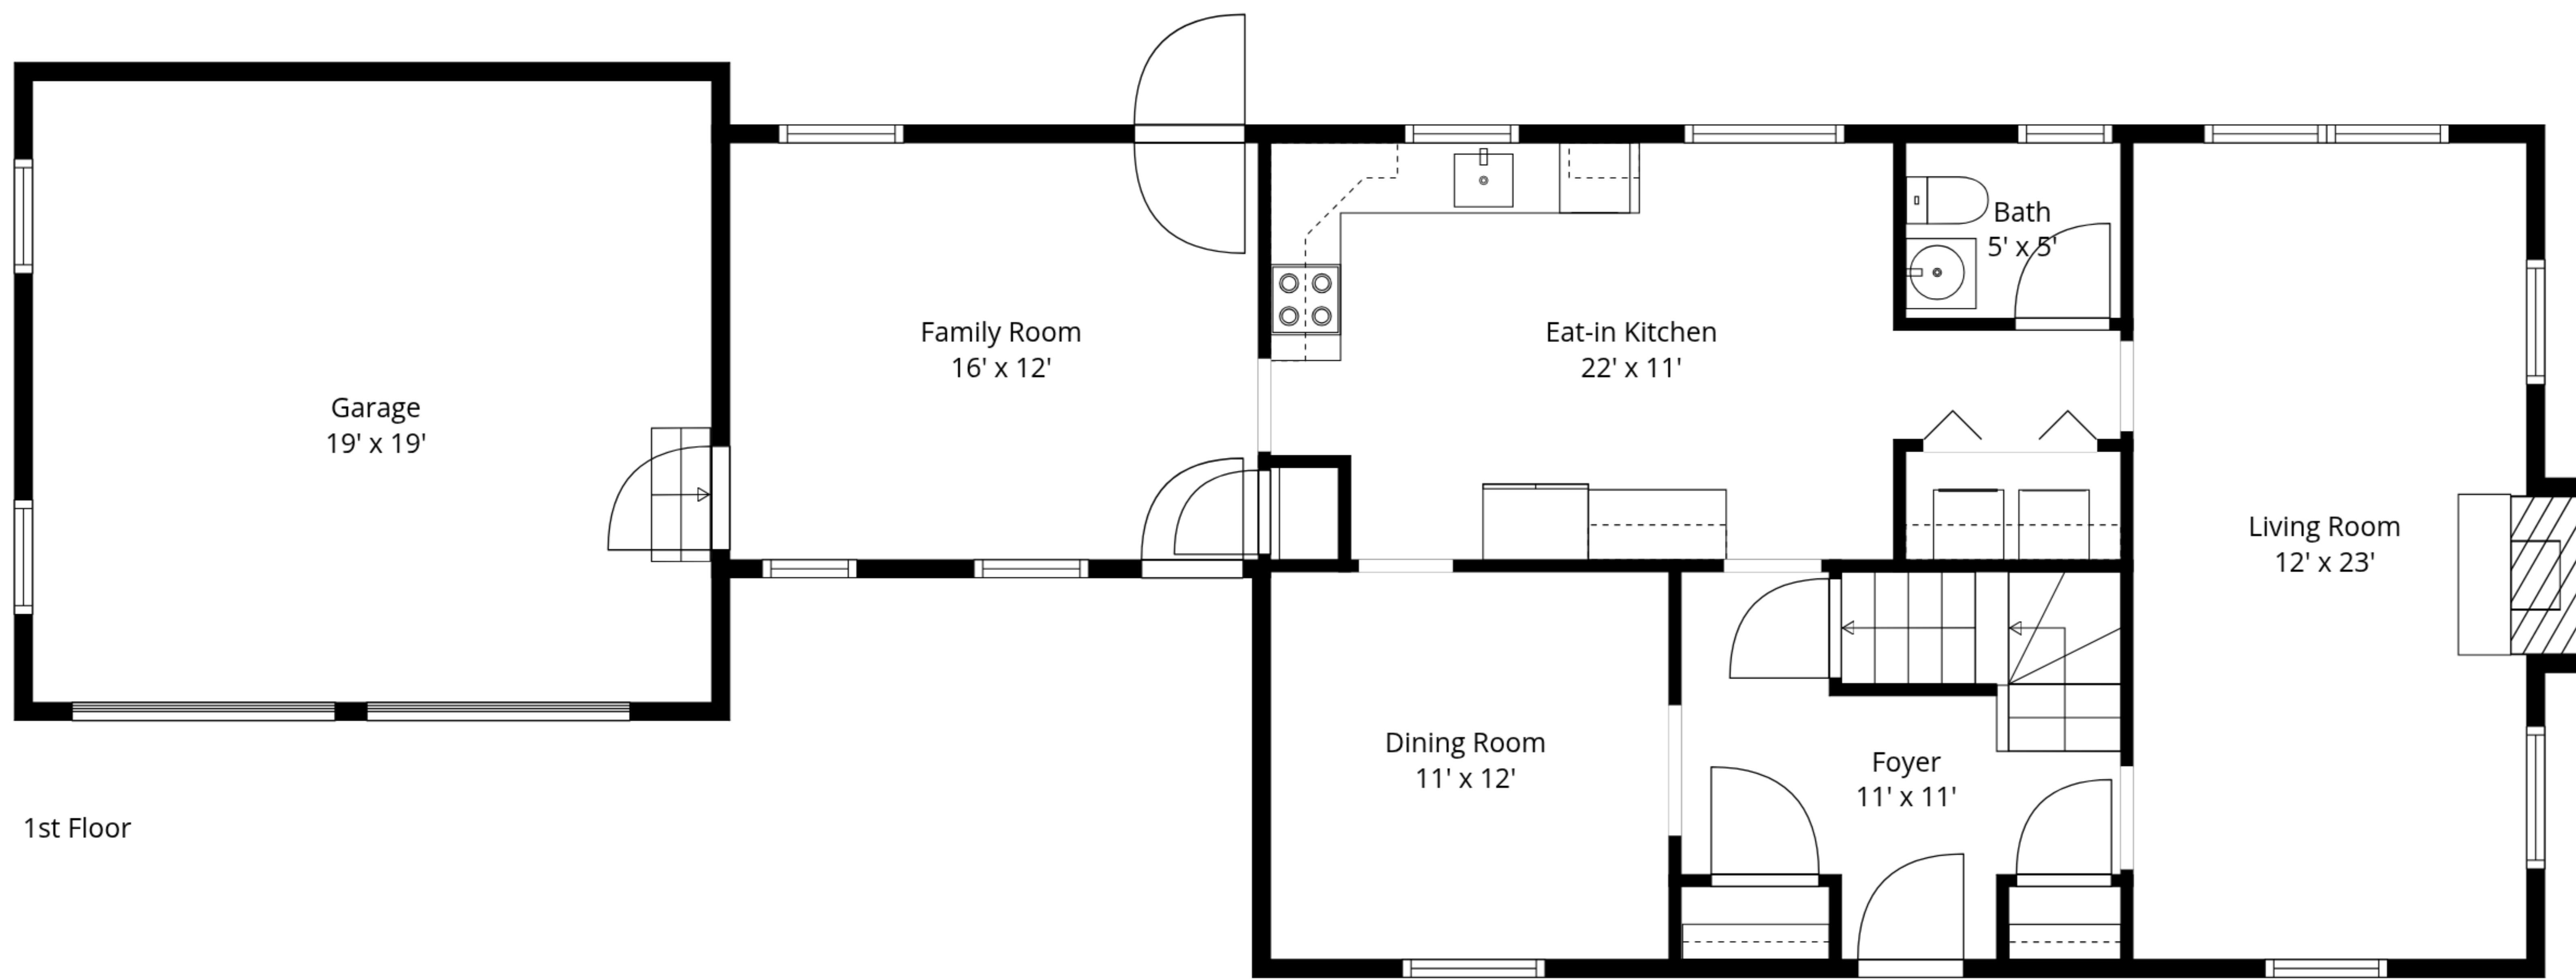 Garage
19' x 19'
Family Room
16' x 12'
Eat-in Kitchen
22' x 11'
Bath
5' x 5'
Living Room
12' x 23'
Dining Room
11' x 12'
Foyer
11' x 11'
1st Floor